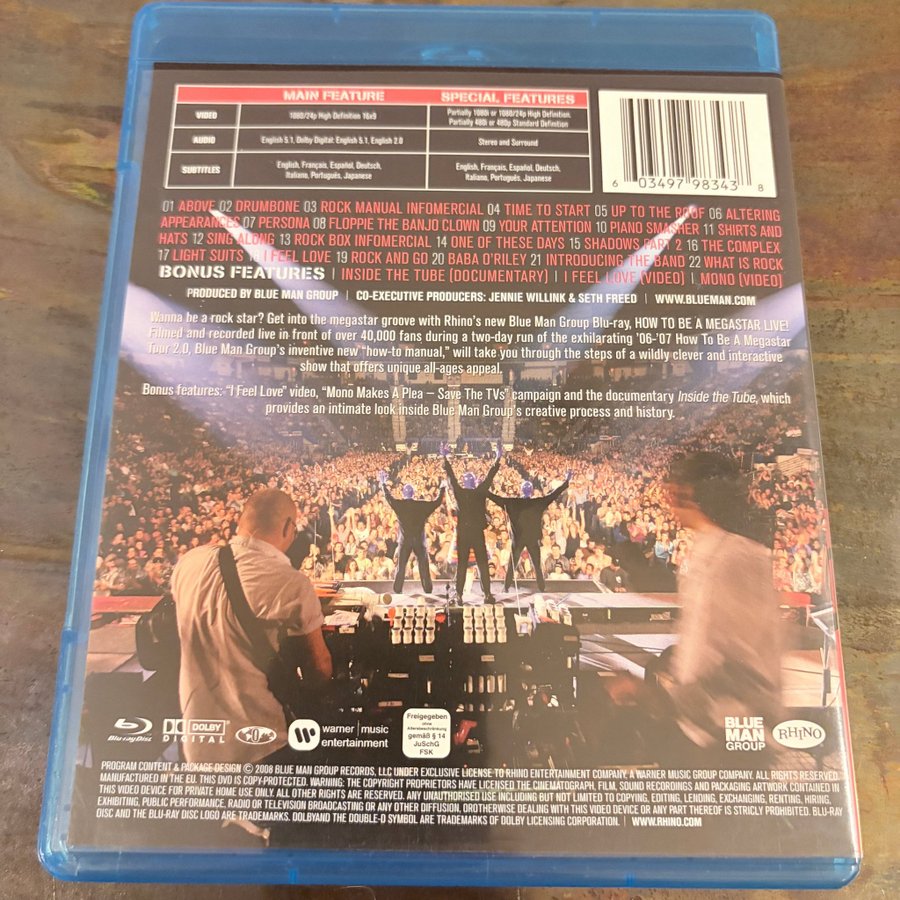 MAIN FEATURE SPECIAL FEATURES
VIDEO 1080/24p High Definition 16x9 Partially 1080i or 1080/24p High Definition.
Partially 480i or 480p Standard Definition
AUDIO English 5.1, Dolby Digital: English 5.1, English 2.0 Stereo and Surround
SUBTITLES English, Français, Español, Deutsch, Italiano, Português, Japanese English, Français, Español, Deutsch, Italiano, Português, Japanese
6 03497 98343 8
01 ABOVE 02 DRUMBONE 03 ROCK MANUAL INFOMERCIAL 04 TIME TO START 05 UP TO THE ROOF 06 ALTERING
APPEARANCES 07 PERSONA 08 FLOPPIE THE BANJO CLOWN 09 YOUR ATTENTION 10 PIANO SMASHER 11 SHIRTS AND
HATS 12 SING ALONG 13 ROCK BOX INFOMERCIAL 14 ONE OF THESE DAYS 15 SHADOWS PART 2 16 THE COMPLEX
17 LIGHT SUITS 18 I FEEL LOVE 19 ROCK AND GO 20 BABA O'RILEY 21 INTRODUCING THE BAND 22 WHAT IS ROCK
BONUS FEATURES | INSIDE THE TUBE (DOCUMENTARY) | I FEEL LOVE (VIDEO) | MONO (VIDEO)
PRODUCED BY BLUE MAN GROUP | CO-EXECUTIVE PRODUCERS: JENNIE WILLINK & SETH FREED | WWW.BLUEMAN.COM
Wanna be a rock star? Get into the megastar groove with Rhino's new Blue Man Group Blu-ray, HOW TO BE A MEGASTAR LIVE!
Filmed and recorded live in front of over 40,000 fans during a two-day run of the exhilarating '06-'07 How To Be A Megastar
Tour 2.0, Blue Man Group's inventive new "how-to manual," will take you through the steps of a wildly clever and interactive
show that offers unique all-ages appeal.
Bonus features: "I Feel Love" video, "Mono Makes A Plea – Save The TVs" campaign and the documentary Inside the Tube, which
provides an intimate look inside Blue Man Group's creative process and history.
Blu-ray Disc DOLBY DIGITAL warner music entertainment
Freigegeben
ohne
Altersbeschränkung
gemäß § 14
JuSchG
FSK
BLUE
MAN
GROUP
RHINO
PROGRAM CONTENT & PACKAGE DESIGN Ⓒ 2008 BLUE MAN GROUP RECORDS, LLC UNDER EXCLUSIVE LICENSE TO RHINO ENTERTAINMENT COMPANY, A WARNER MUSIC GROUP COMPANY. ALL RIGHTS RESERVED.
MANUFACTURED IN THE EU. THIS DVD IS COPY-PROTECTED. WARNING: THE COPYRIGHT PROPRIETORS HAVE LICENSED THE CINEMATOGRAPH, FILM, SOUND RECORDINGS AND PACKAGING ARTWORK CONTAINED IN
THIS VIDEO DEVICE FOR PRIVATE HOME USE ONLY. ALL OTHER RIGHTS ARE RESERVED. ANY UNAUTHORISED USE INCLUDING BUT NOT LIMITED TO COPYING, EDITING, LENDING, EXCHANGING, RENTING, HIRING,
EXHIBITING, PUBLIC PERFORMANCE, RADIO OR TELEVISION BROADCASTING OR ANY OTHER DIFFUSION, OROTHERWISE DEALING WITH THIS VIDEO DEVICE OR ANY PART THEREOF IS STRICLY PROHIBITED. BLU-RAY
DISC AND THE BLU-RAY DISC LOGO ARE TRADEMARKS. DOLBYAND THE DOUBLE-D SYMBOL ARE TRADEMARKS OF DOLBY LICENSING CORPORATION. | WWW.RHINO.COM